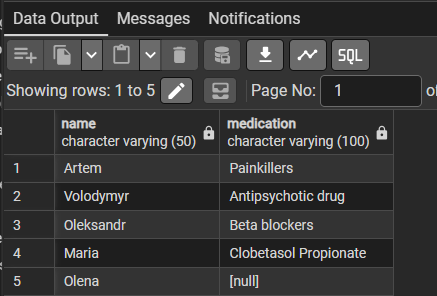 Data Output Messages Notifications
SQL
Showing rows: 1 to 5 Page No: 1
name medication
character varying (50) character varying (100)
1 Artem Painkillers
2 Volodymyr Antipsychotic drug
3 Oleksandr Beta blockers
4 Maria Clobetasol Propionate
5 Olena [null]